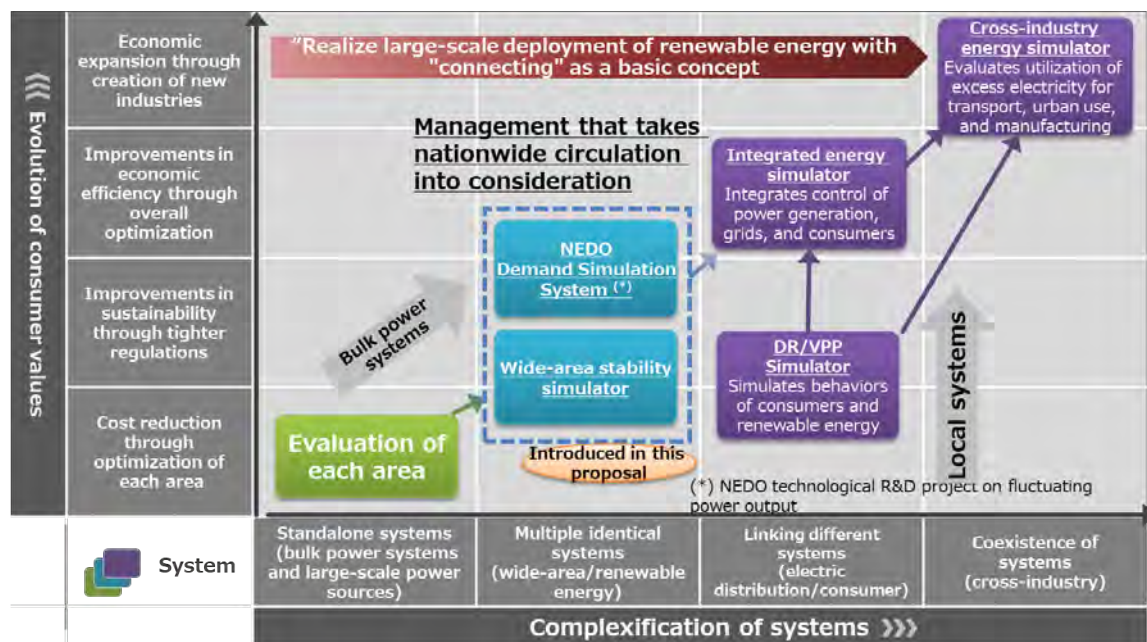 Evolution of consumer values >>>
Economic
expansion through
creation of new
industries
Improvements in
economic
efficiency through
overall
optimization
Improvements in
sustainability
through tighter
regulations
Cost reduction
through
optimization of
each area
"Realize large-scale deployment of renewable energy with
"connecting" as a basic concept
Cross-industry
energy simulator
Evaluates utilization of
excess electricity for
transport, urban use,
and manufacturing
Management that takes
nationwide circulation
into consideration
Integrated energy
simulator
Integrates control of
power generation,
grids, and consumers
NEDO
Demand Simulation
System (*)
Bulk power
systems
Wide-area stability
simulator
DR/VPP
Simulator
Simulates behaviors
of consumers and
renewable energy
Local systems
Evaluation of
each area
Introduced in this
proposal
(*) NEDO technological R&D project on fluctuating
power output
System
Standalone systems
(bulk power systems
and large-scale power
sources)
Multiple identical
systems
(wide-area/renewable
energy)
Linking different
systems
(electric
distribution/consumer)
Coexistence of
systems
(cross-industry)
Complexification of systems >>>